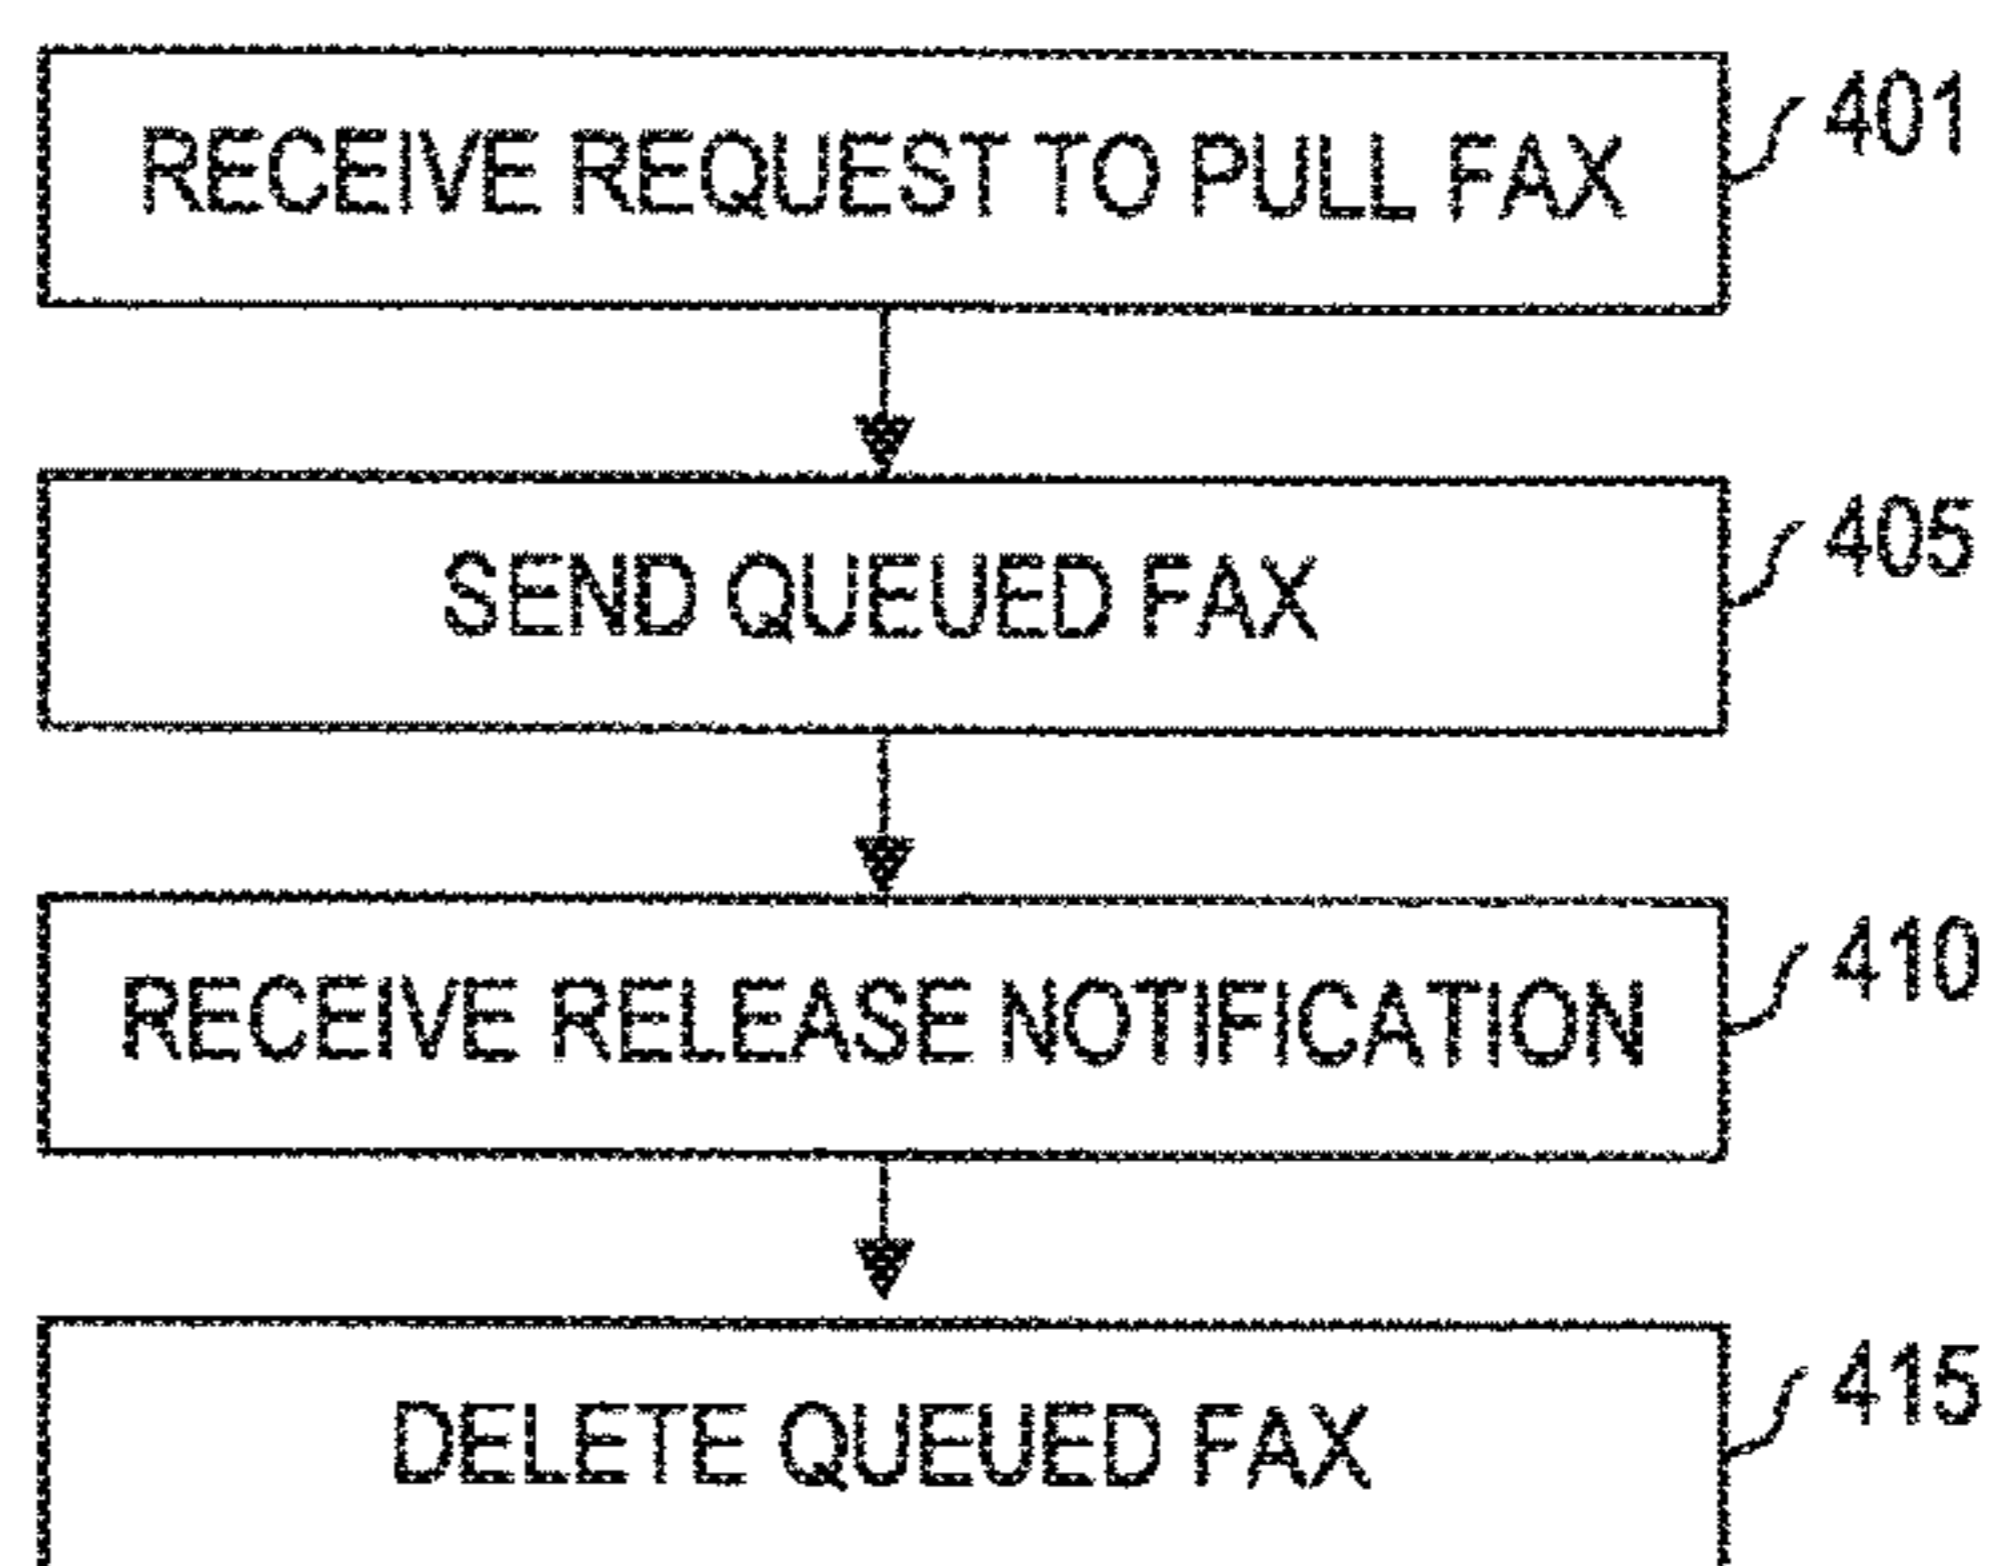 RECEIVE REQUEST TO PULL FAX
401
SEND QUEUED FAX
405
RECEIVE RELEASE NOTIFICATION
410
DELETE QUEUED FAX
415